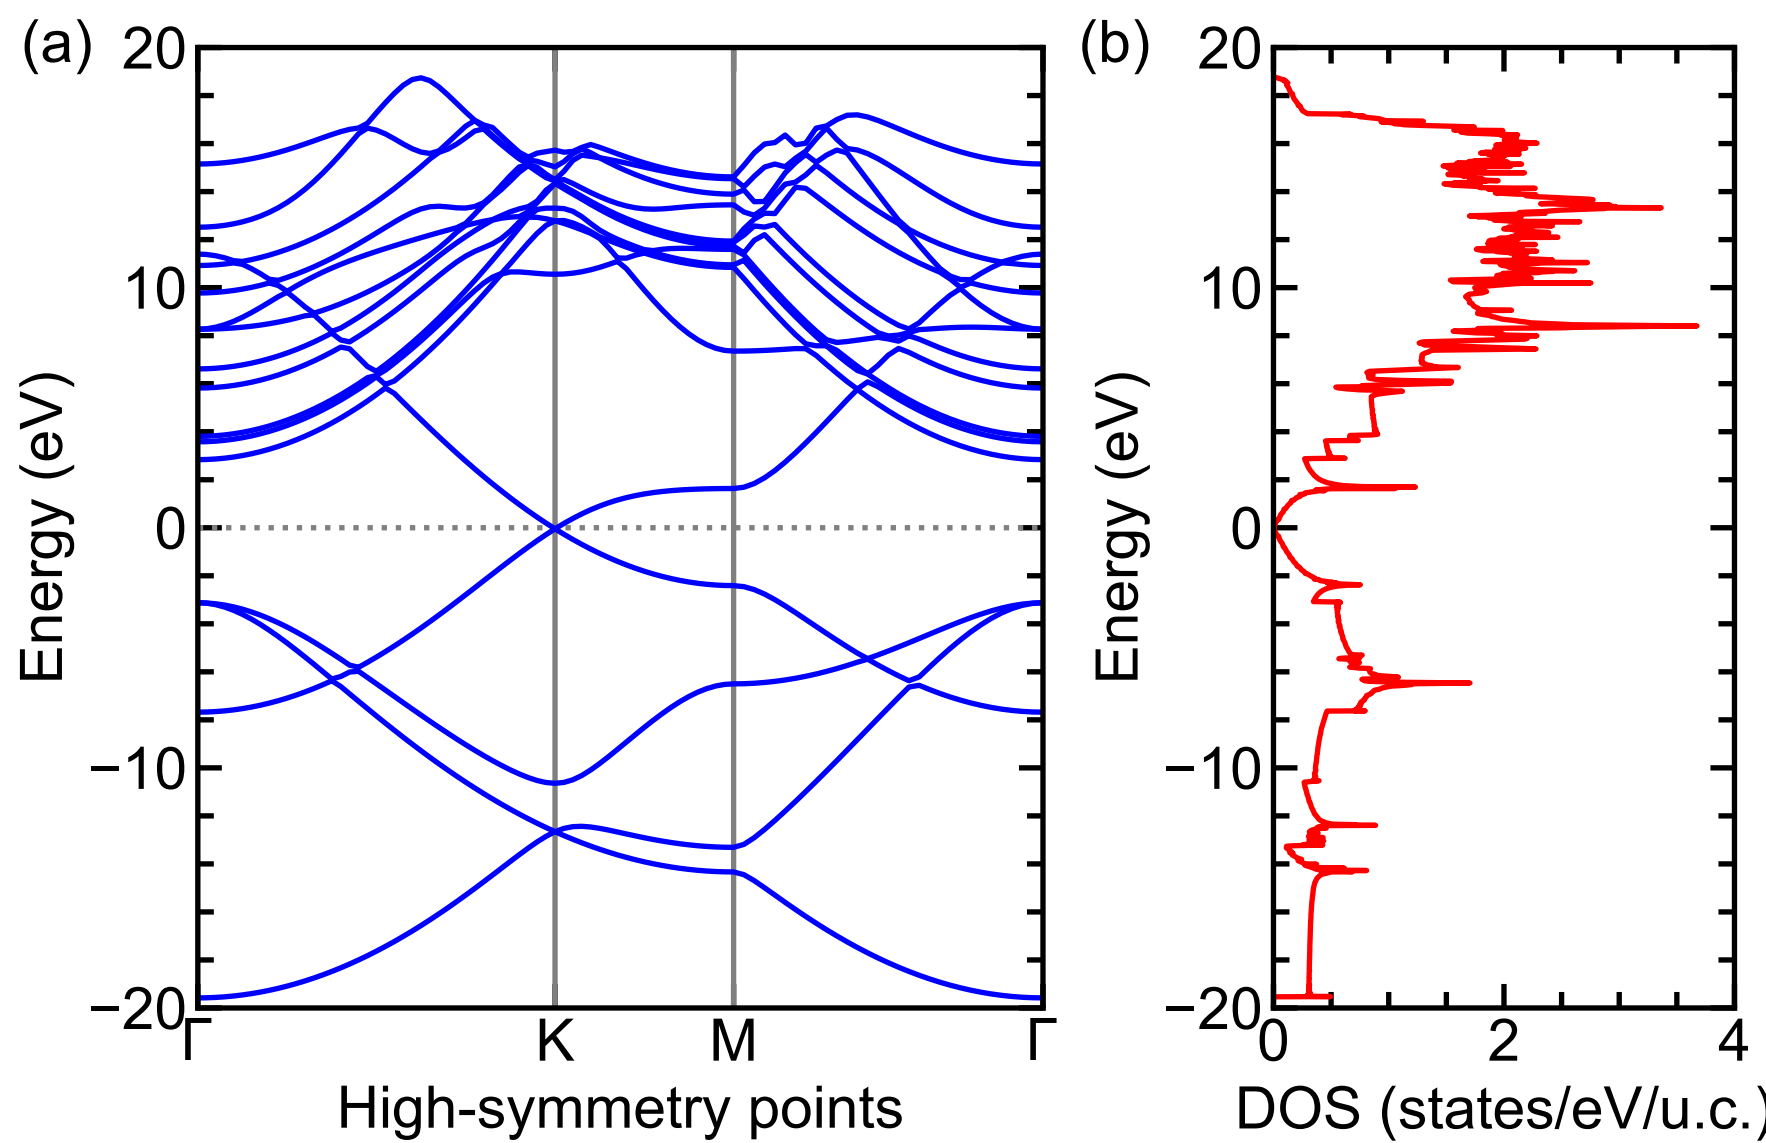 (a)
20
10
0
−10
−20
Energy (eV)
Γ K M Γ
High-symmetry points
(b)
20
10
0
−10
−20
Energy (eV)
0 2 4
DOS (states/eV/u.c.)